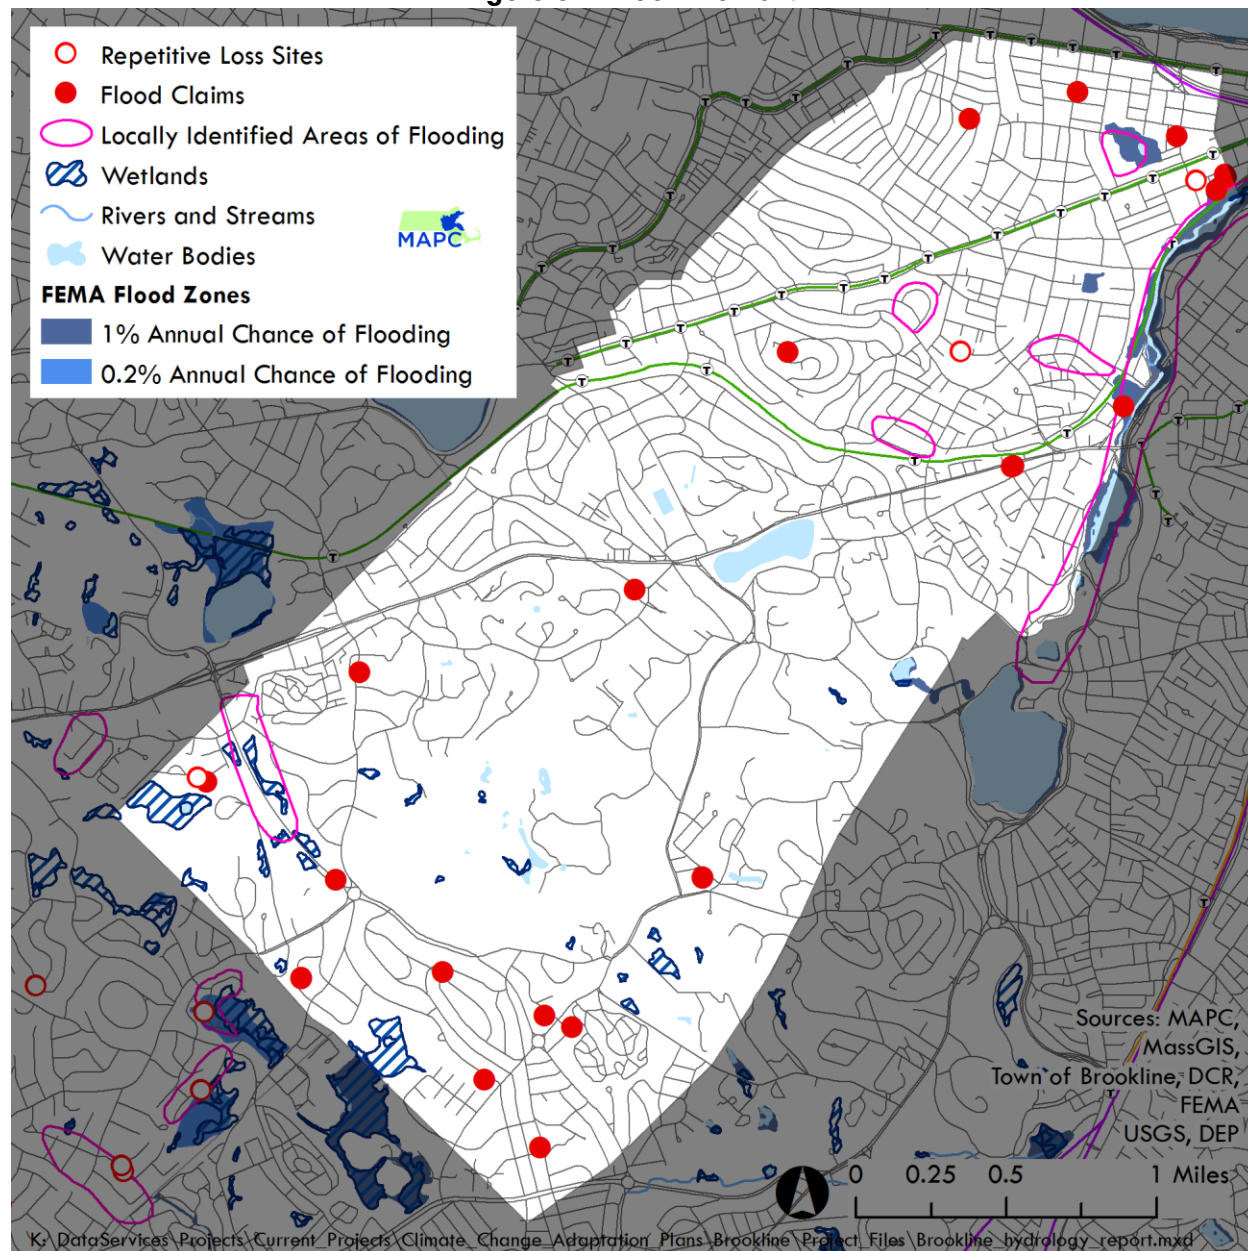 Repetitive Loss Sites
Flood Claims
Locally Identified Areas of Flooding
Wetlands
Rivers and Streams
Water Bodies
MAPC
FEMA Flood Zones
1% Annual Chance of Flooding
0.2% Annual Chance of Flooding
Sources: MAPC,
MassGIS,
Town of Brookline, DCR,
FEMA
USGS, DEP
0 0.25 0.5 1 Miles
K: DataServices Projects Current_Projects Climate_Change_Adaptation Plans Brookline Project_Files Brookline_hydrology_report.mxd